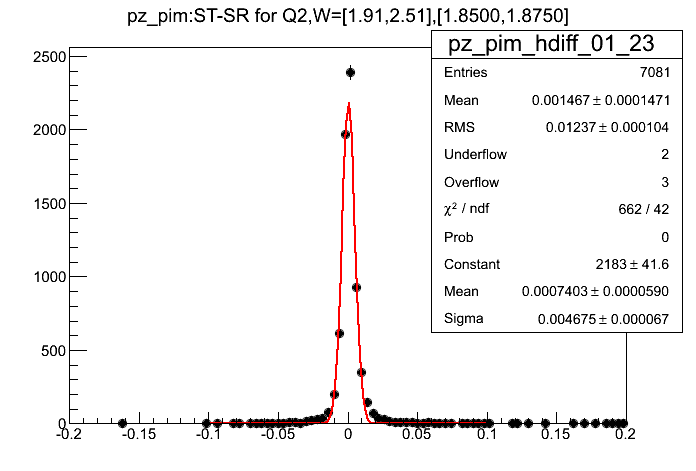 pz_pim:ST-SR for Q2,W=[1.91,2.51],[1.8500,1.8750]
pz_pim_hdiff_01_23
Entries 7081
Mean 0.001467 ± 0.0001471
RMS 0.01237 ± 0.000104
Underflow 2
Overflow 3
χ² / ndf 662 / 42
Prob 0
Constant 2183 ± 41.6
Mean 0.0007403 ± 0.0000590
Sigma 0.004675 ± 0.000067
2500
2000
1500
1000
500
0
-0.2 -0.15 -0.1 -0.05 0 0.05 0.1 0.15 0.2